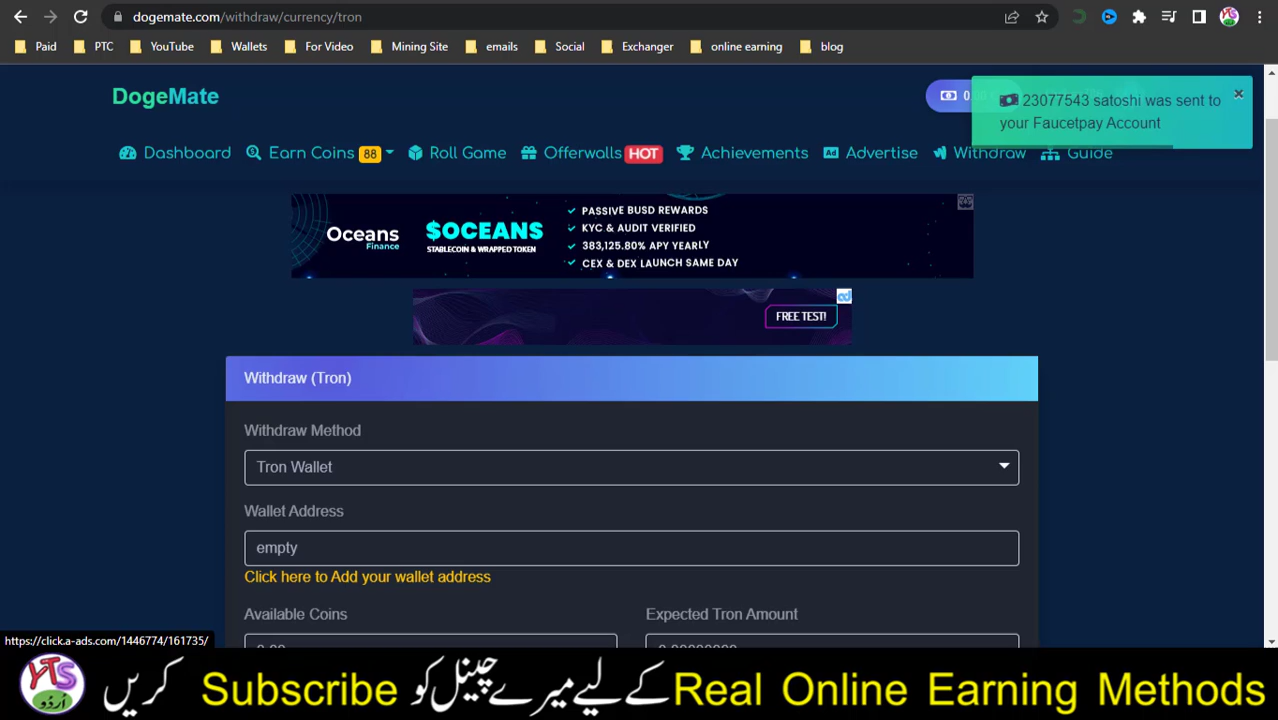 dogemate.com/withdraw/currency/tron
Paid PTC YouTube Wallets For Video Mining Site emails Social Exchanger online earning blog
DogeMate
23077543 satoshi was sent to
your Faucetpay Account
Dashboard Earn Coins 88 Roll Game Offerwalls HOT Achievements Ad Advertise Withdraw Guide
Oceans
Finance
$OCEANS
STABLECOIN & WRAPPED TOKEN
PASSIVE BUSD REWARDS
KYC & AUDIT VERIFIED
383,125.80% APY YEARLY
CEX & DEX LAUNCH SAME DAY
FREE TEST!
Withdraw (Tron)
Withdraw Method
Tron Wallet
Wallet Address
empty
Click here to Add your wallet address
Available Coins Expected Tron Amount
https://click.a-ads.com/1446774/161735/
YTS
اردو
Real Online Earning Methods کے لیے میرے چینل کو Subscribe کریں